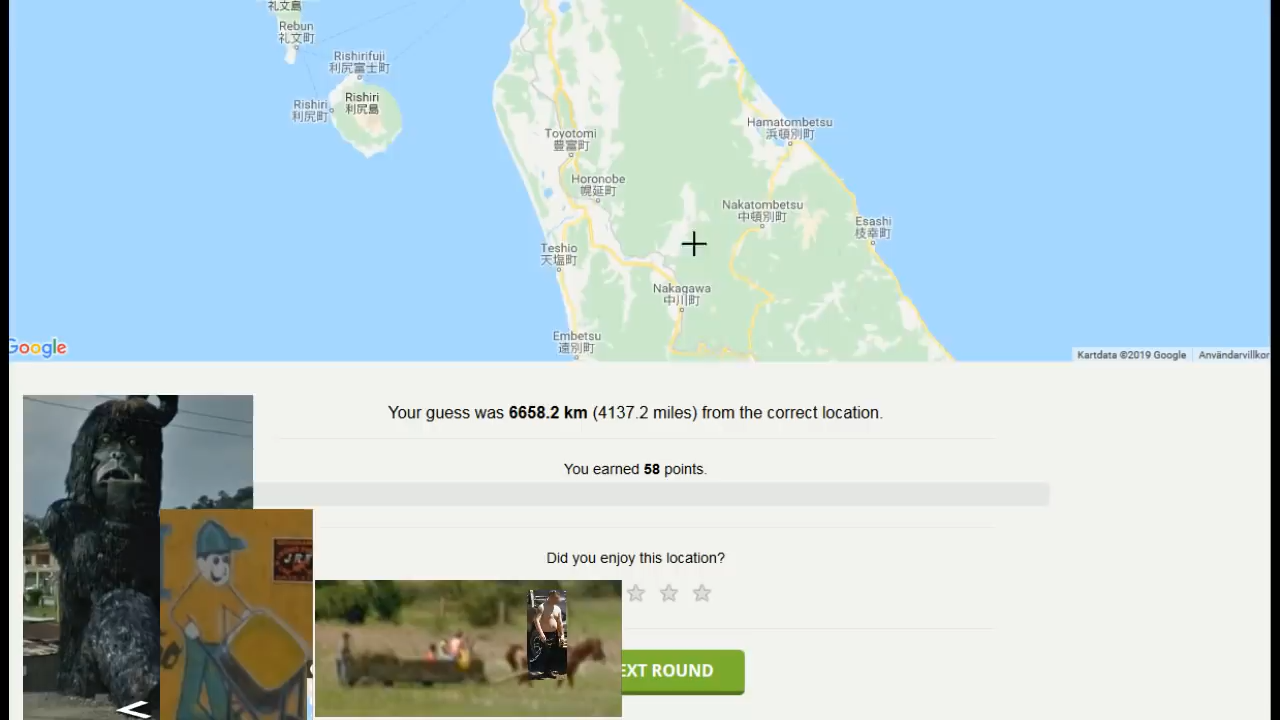 礼文島
Rebun
礼文町
Rishirifuji
利尻富士町
Rishiri
利尻島
Rishiri
利尻町
Toyotomi
豊富町
Hamatombetsu
浜頓別町
Horonobe
幌延町
Nakatombetsu
中頓別町
Esashi
枝幸町
Teshio
天塩町
Nakagawa
中川町
Embetsu
遠別町
Google
Kartdata ©2019 Google
Användarvillkor
Your guess was 6658.2 km (4137.2 miles) from the correct location.
You earned 58 points.
Did you enjoy this location?
EXT ROUND